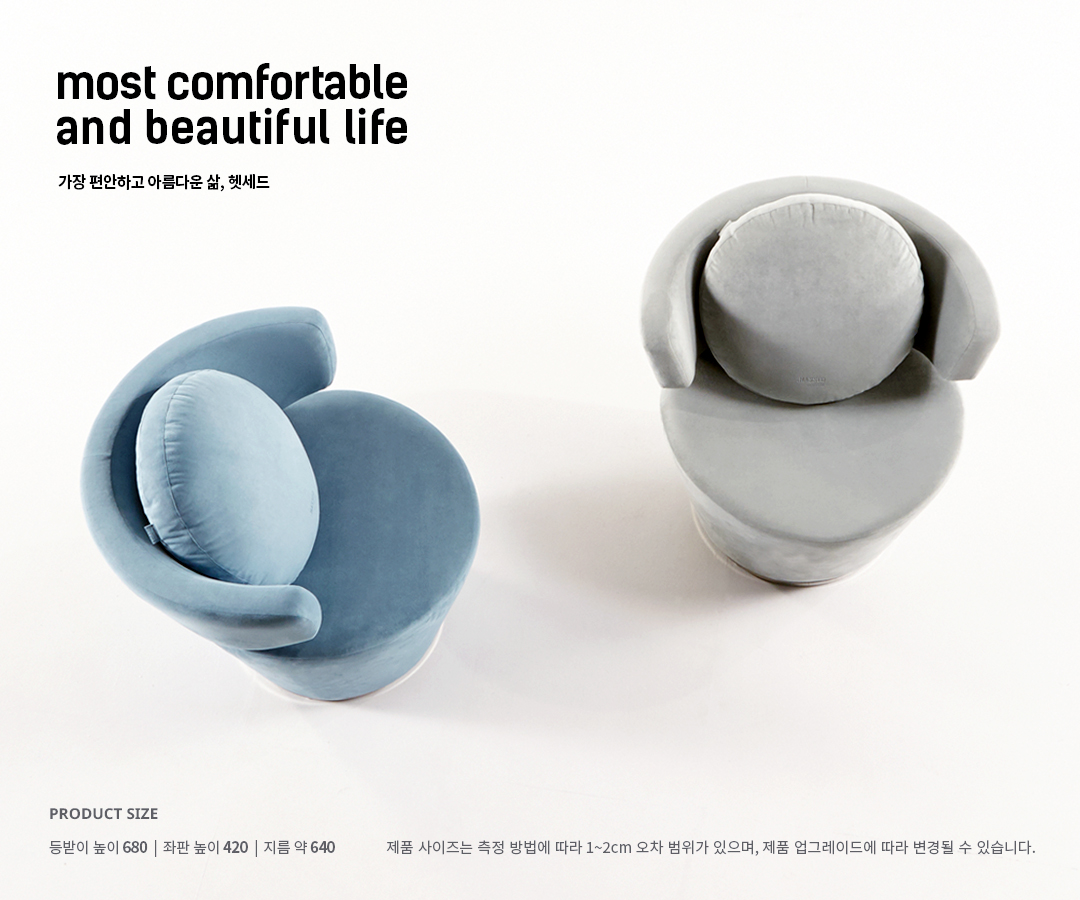 most comfortable
and beautiful life
가장 편안하고 아름다운 삶, 헷세드
PRODUCT SIZE
등받이 높이 680 | 좌판 높이 420 | 지름 약 640
제품 사이즈는 측정 방법에 따라 1~2cm 오차 범위가 있으며, 제품 업그레이드에 따라 변경될 수 있습니다.